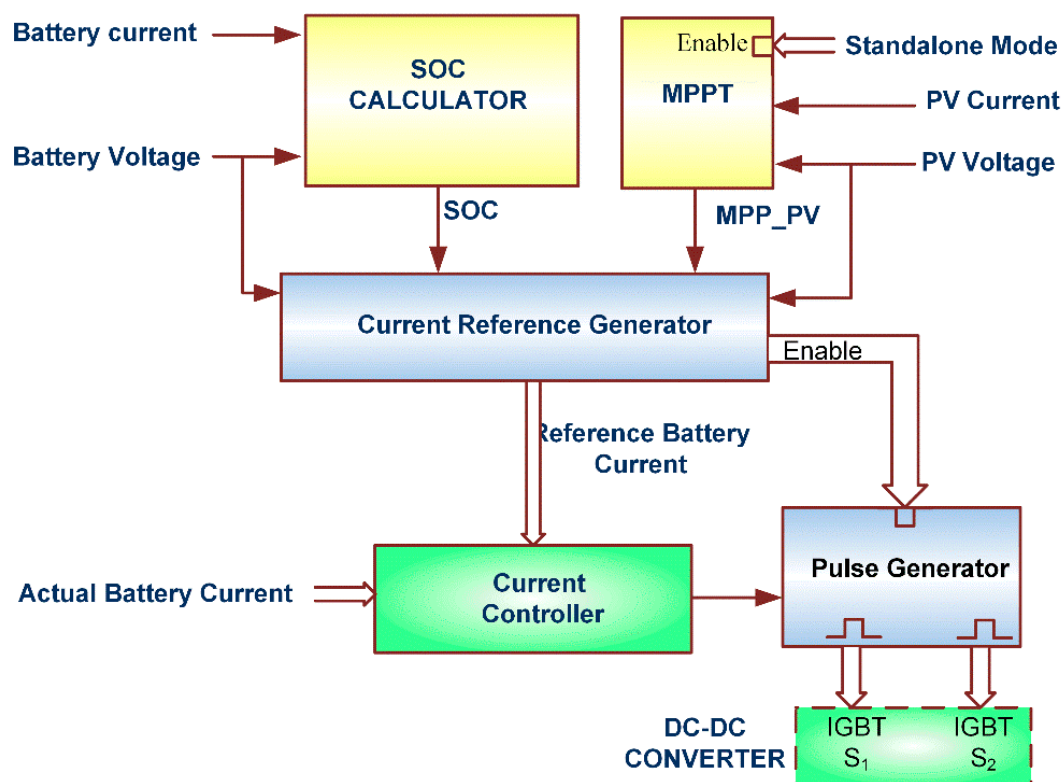 Battery current
SOC
CALCULATOR
Enable
Standalone Mode
MPPT
PV Current
Battery Voltage
PV Voltage
SOC
MPP_PV
Current Reference Generator
Enable
Reference Battery
Current
Actual Battery Current
Current
Controller
Pulse Generator
DC-DC
CONVERTER
IGBT
S₁
IGBT
S₂